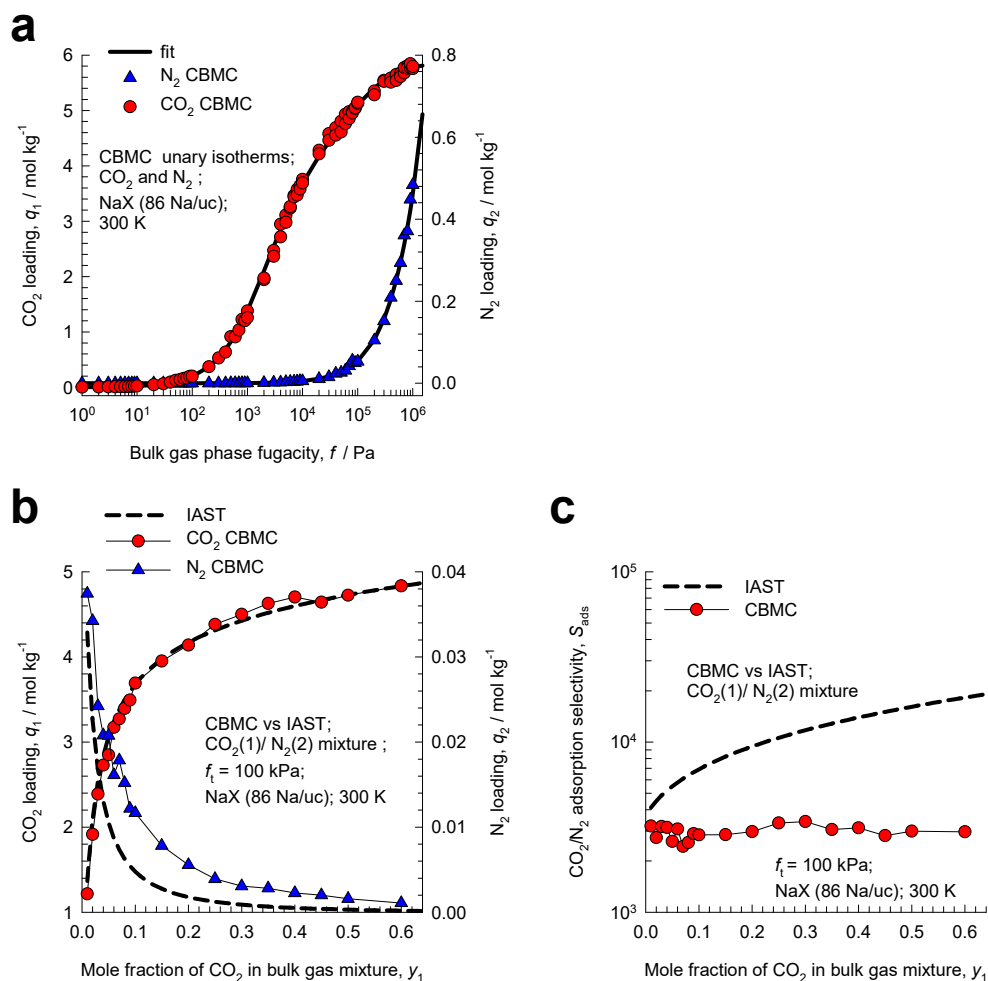 a
fit
N2 CBMC
CO2 CBMC
CBMC unary isotherms;
CO2 and N2 ;
NaX (86 Na/uc);
300 K
CO2 loading, q1 / mol kg-1
6
5
4
3
2
1
0
N2 loading, q2 / mol kg-1
0.8
0.6
0.4
0.2
0.0
10^0 10^1 10^2 10^3 10^4 10^5 10^6
Bulk gas phase fugacity, f / Pa
b
IAST
CO2 CBMC
N2 CBMC
CBMC vs IAST;
CO2(1)/ N2(2) mixture ;
ft = 100 kPa;
NaX (86 Na/uc); 300 K
CO2 loading, q1 / mol kg-1
5
4
3
2
1
N2 loading, q2 / mol kg-1
0.04
0.03
0.02
0.01
0.00
0.0 0.1 0.2 0.3 0.4 0.5 0.6
Mole fraction of CO2 in bulk gas mixture, y1
c
IAST
CBMC
CBMC vs IAST;
CO2(1)/ N2(2) mixture
ft = 100 kPa;
NaX (86 Na/uc); 300 K
CO2/N2 adsorption selectivity, Sads
10^5
10^4
10^3
0.0 0.1 0.2 0.3 0.4 0.5 0.6
Mole fraction of CO2 in bulk gas mixture, y1